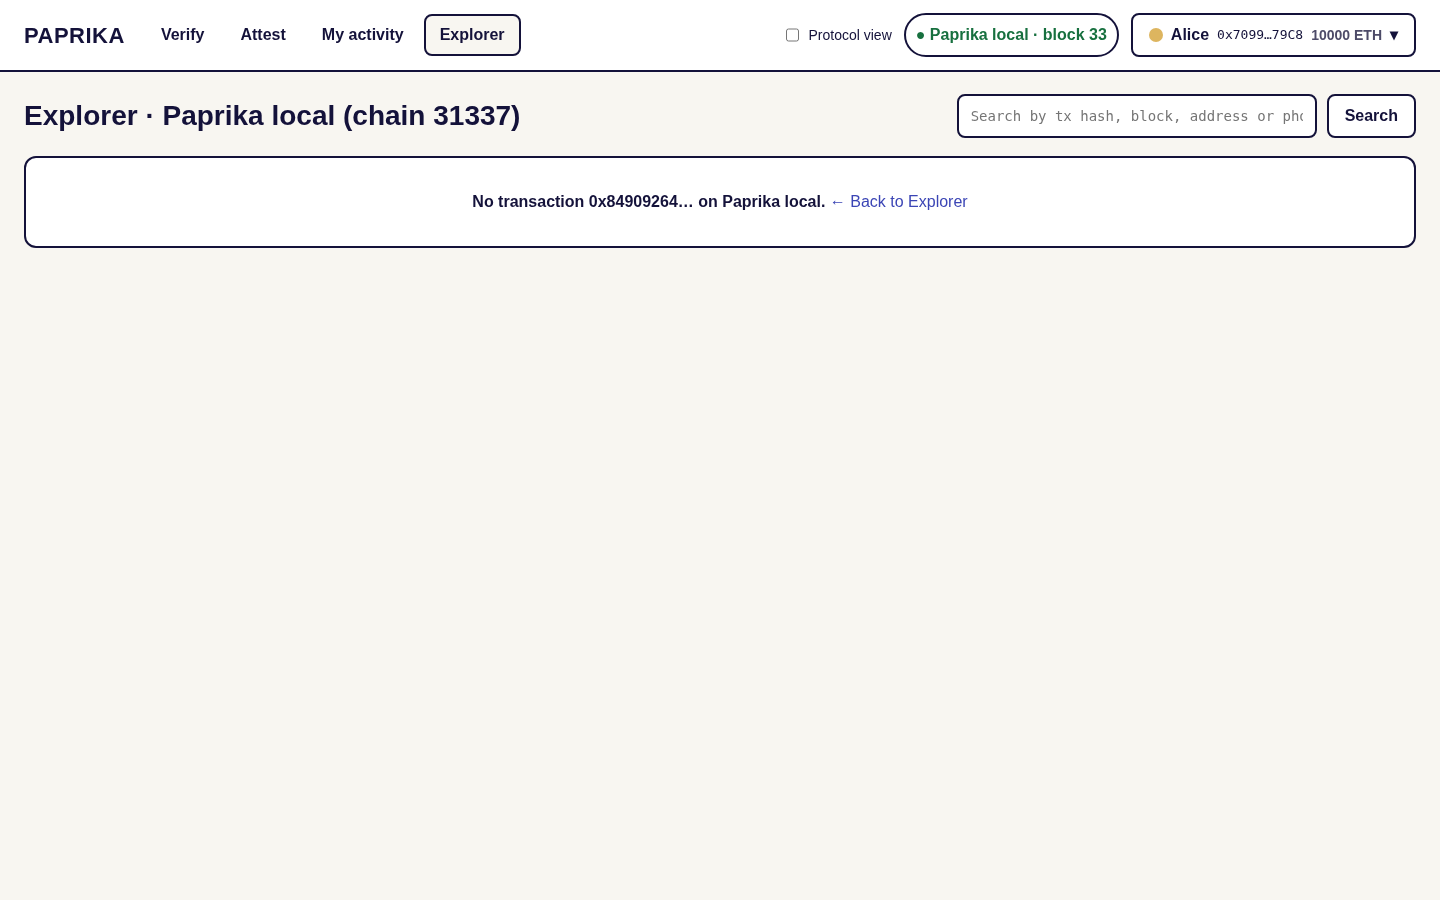 PAPRIKA Verify Attest My activity Explorer Protocol view ● Paprika local · block 33 Alice 0x7099…79C8 10000 ETH ▼
Explorer · Paprika local (chain 31337) Search by tx hash, block, address or pho Search
No transaction 0x84909264… on Paprika local. ← Back to Explorer